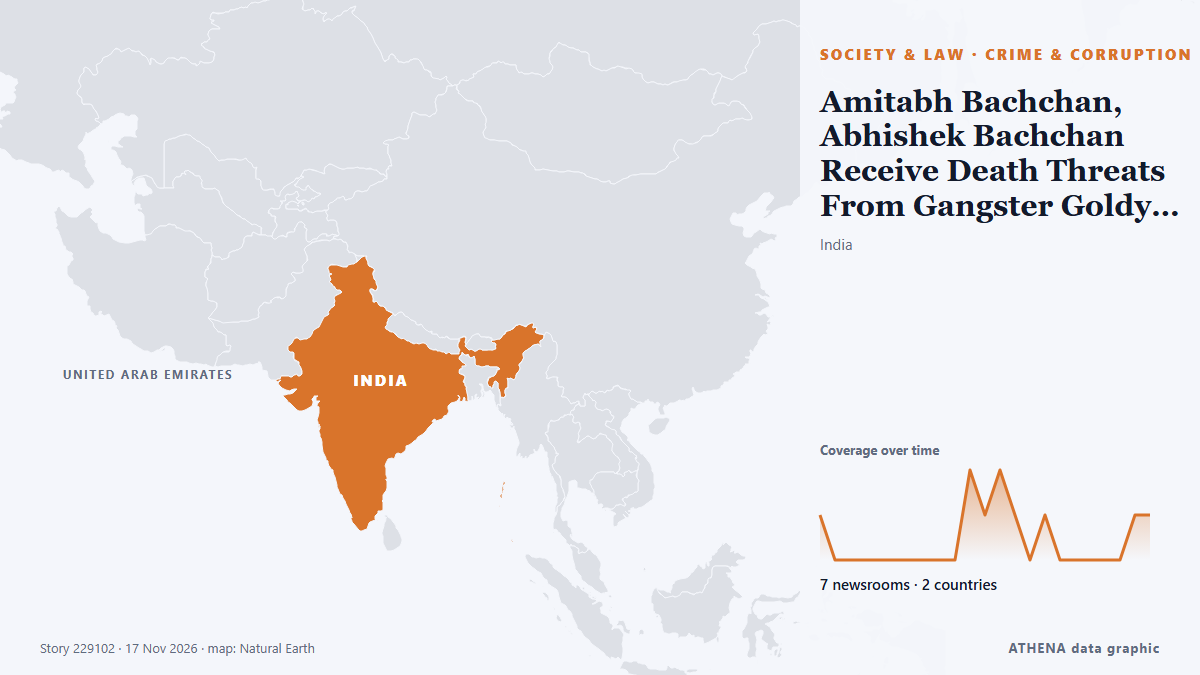 SOCIETY & LAW · CRIME & CORRUPTION
Amitabh Bachchan,
Abhishek Bachchan
Receive Death Threats
From Gangster Goldy...
India
UNITED ARAB EMIRATES
INDIA
Coverage over time
7 newsrooms · 2 countries
Story 229102 · 17 Nov 2026 · map: Natural Earth
ATHENA data graphic